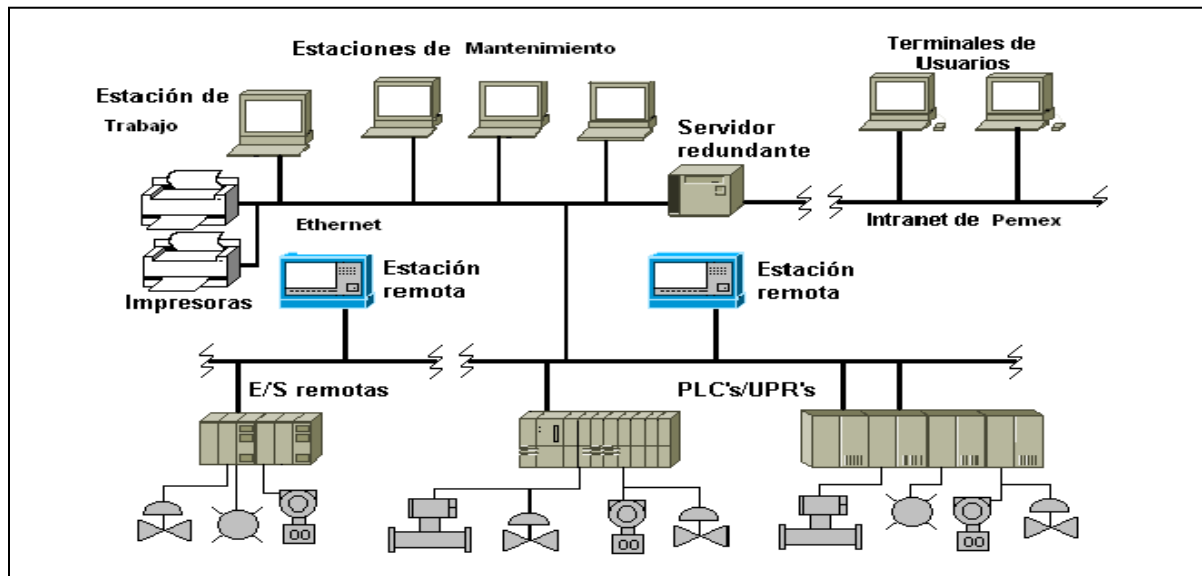 Estaciones de Mantenimiento
Terminales de
Usuarios
Estación de
Trabajo
Servidor
redundante
Ethernet
Intranet de Pemex
Estación
remota
Estación
remota
Impresoras
E/S remotas
PLC's/UPR's